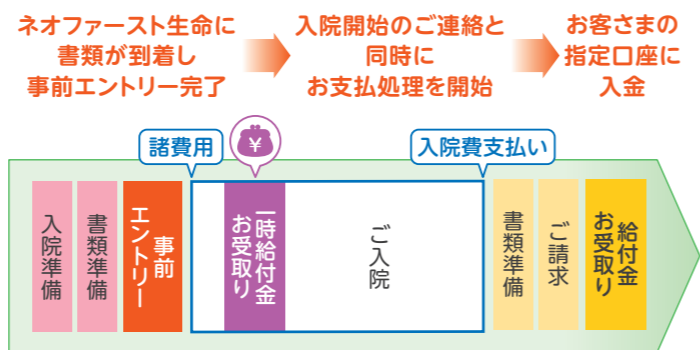 ネオファースト生命に
書類が到着し
事前エントリー完了
入院開始のご連絡と
同時に
お支払処理を開始
お客さまの
指定口座に
入金
諸費用
¥
入院費支払い
入院準備
書類準備
事前
エントリー
一時給付金
お受取り
ご入院
書類準備
ご請求
給付金
お受取り